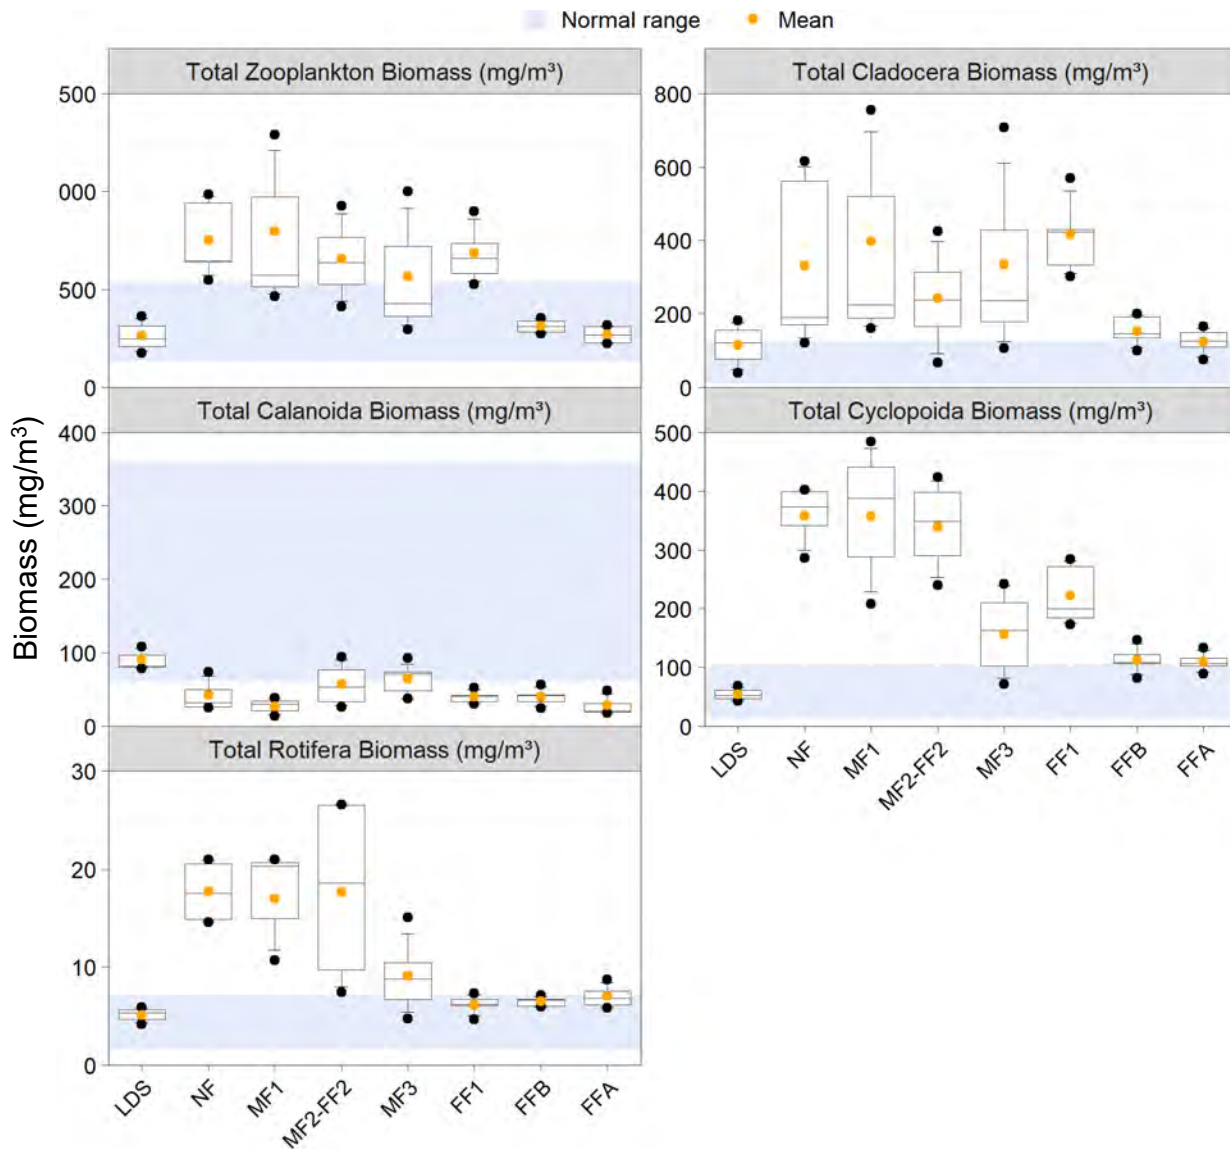 Normal range Mean
Total Zooplankton Biomass (mg/m³)
500
000
500
0
Total Cladocera Biomass (mg/m³)
800
600
400
200
0
Total Calanoida Biomass (mg/m³)
400
300
200
100
0
Total Cyclopoida Biomass (mg/m³)
500
400
300
200
100
0
LDS
NF
MF1
MF2-FF2
MF3
FF1
FFB
FFA
Total Rotifera Biomass (mg/m³)
30
20
10
0
LDS
NF
MF1
MF2-FF2
MF3
FF1
FFB
FFA
Biomass (mg/m³)